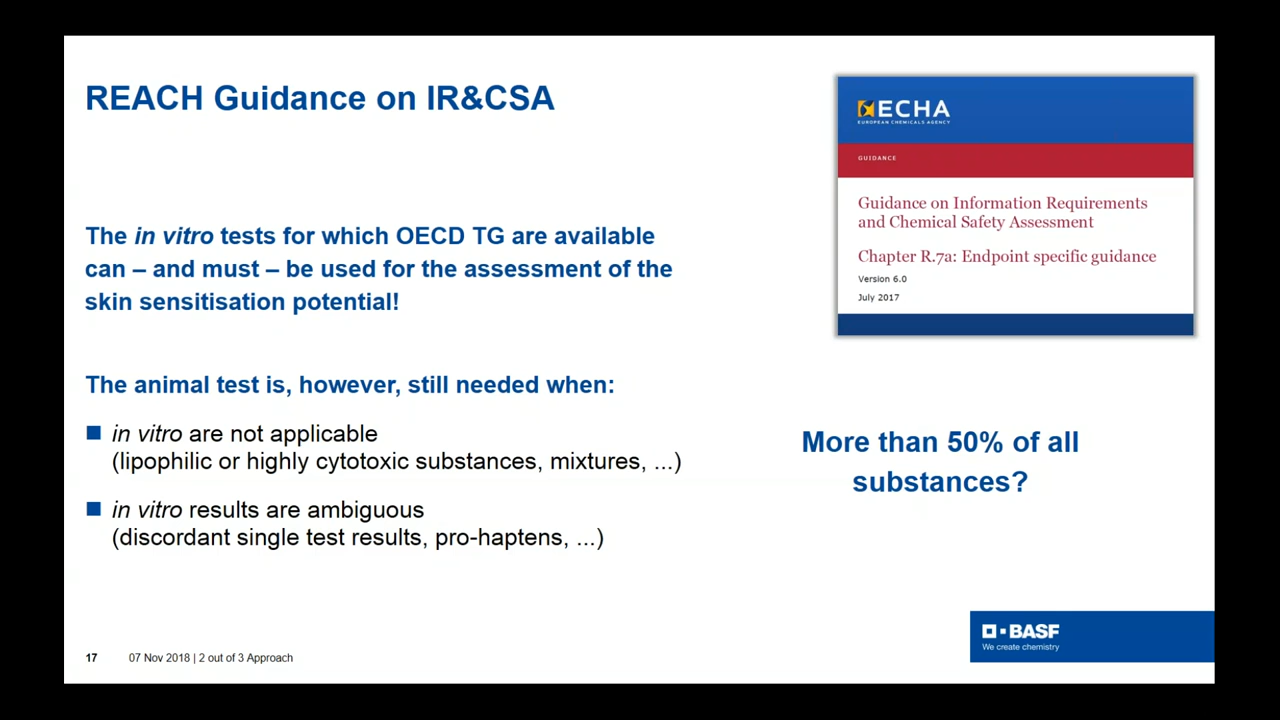 REACH Guidance on IR&CSA
ECHA
EUROPEAN CHEMICALS AGENCY
GUIDANCE
Guidance on Information Requirements
and Chemical Safety Assessment
Chapter R.7a: Endpoint specific guidance
Version 6.0
July 2017
The in vitro tests for which OECD TG are available
can – and must – be used for the assessment of the
skin sensitisation potential!
The animal test is, however, still needed when:
■ in vitro are not applicable
(lipophilic or highly cytotoxic substances, mixtures, ...)
■ in vitro results are ambiguous
(discordant single test results, pro-haptens, ...)
More than 50% of all
substances?
BASF
We create chemistry
17 07 Nov 2018 | 2 out of 3 Approach